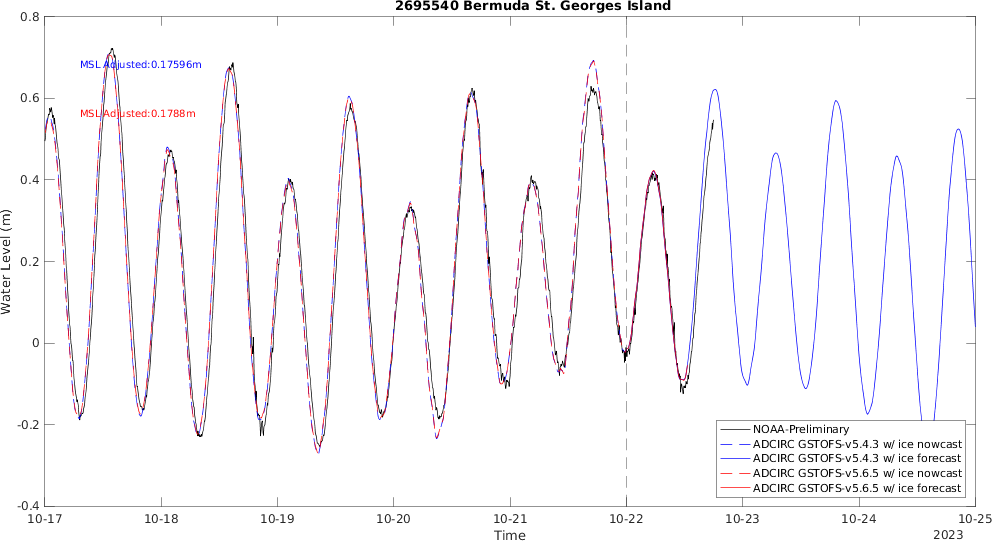 2695540 Bermuda St. Georges Island
0.8
MSL Adjusted:0.17596m
0.6
MSL Adjusted:0.1788m
0.4
0.2
0
-0.2
-0.4
Water Level (m)
NOAA-Preliminary
ADCIRC GSTOFS-v5.4.3 w/ ice nowcast
ADCIRC GSTOFS-v5.4.3 w/ ice forecast
ADCIRC GSTOFS-v5.6.5 w/ ice nowcast
ADCIRC GSTOFS-v5.6.5 w/ ice forecast
10-17 10-18 10-19 10-20 10-21 10-22 10-23 10-24 10-25
Time
2023